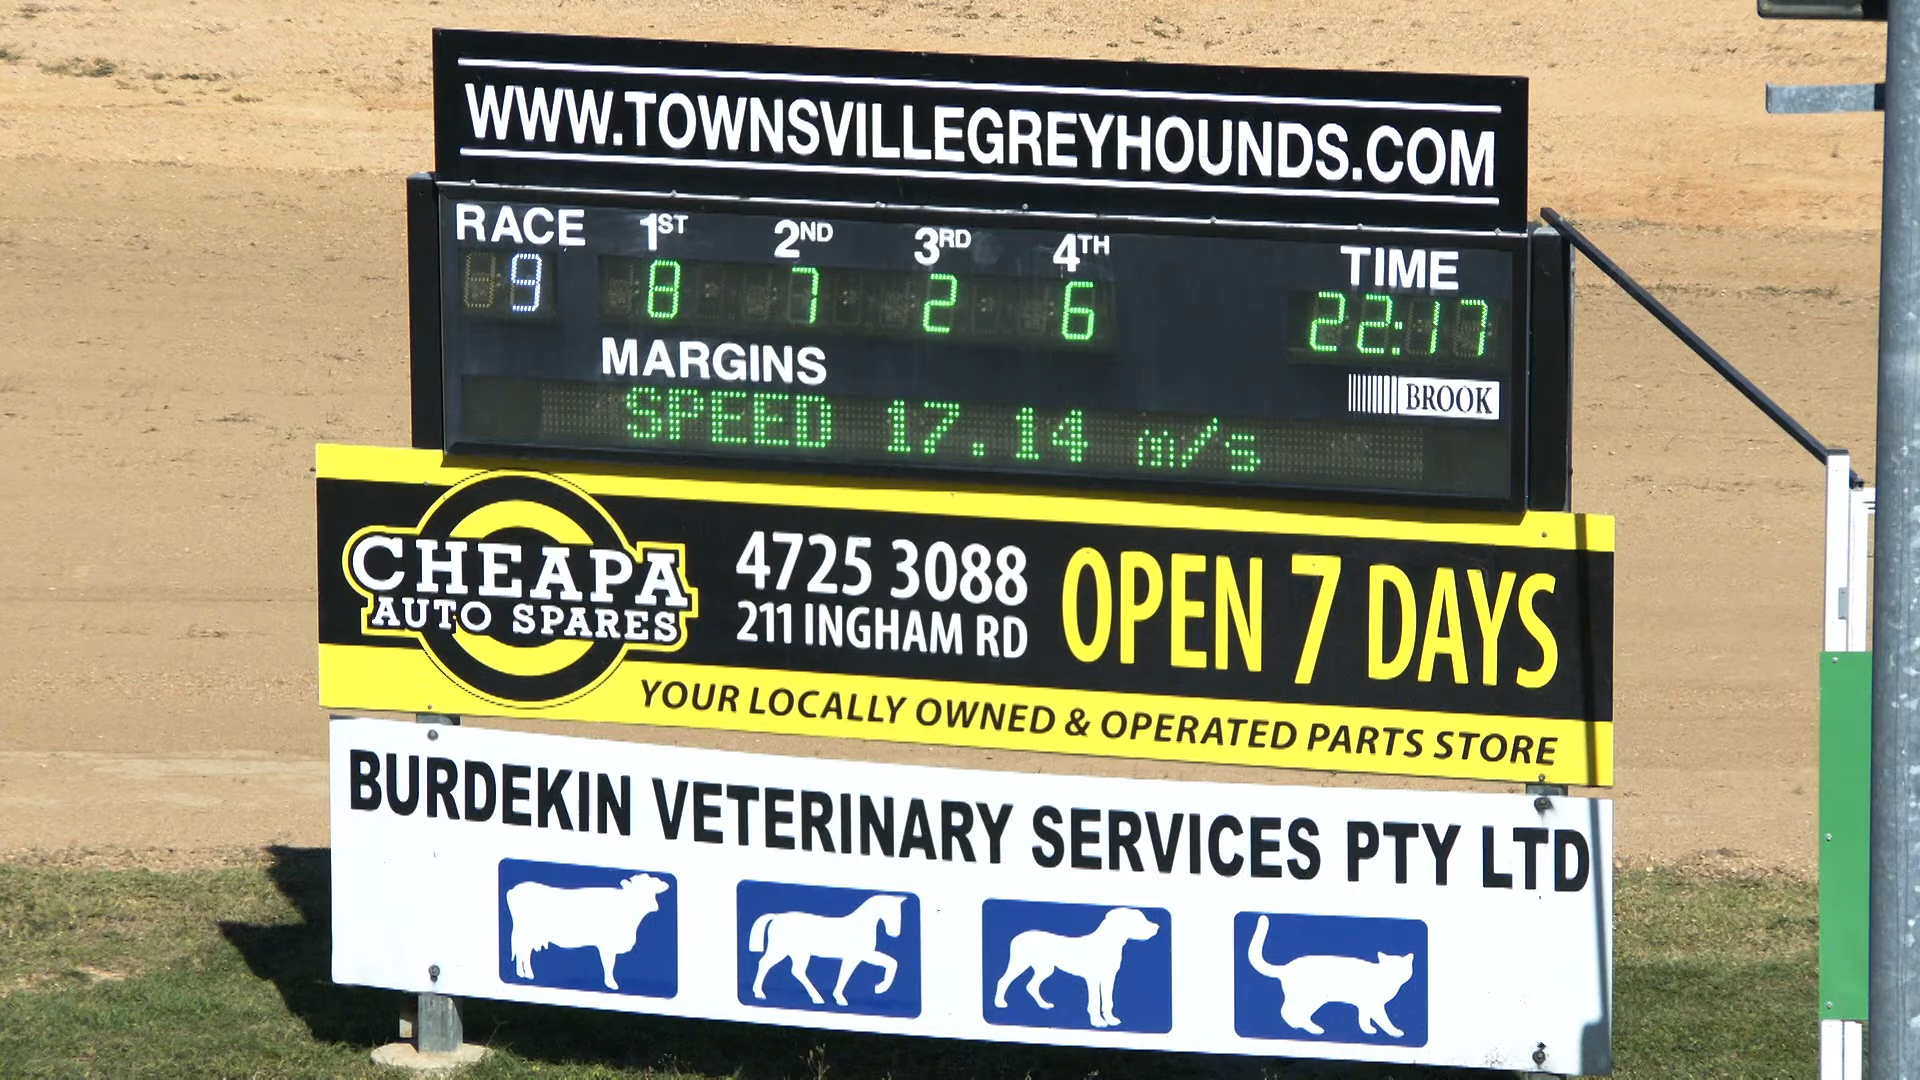 WWW.TOWNSVILLEGREYHOUNDS.COM
RACE 1ST 2ND 3RD 4TH TIME
9 8 7 2 6 22:17
MARGINS
BROOK
SPEED 17.14 m/s
CHEAPA
AUTO SPARES
4725 3088
211 INGHAM RD
OPEN 7 DAYS
YOUR LOCALLY OWNED & OPERATED PARTS STORE
BURDEKIN VETERINARY SERVICES PTY LTD